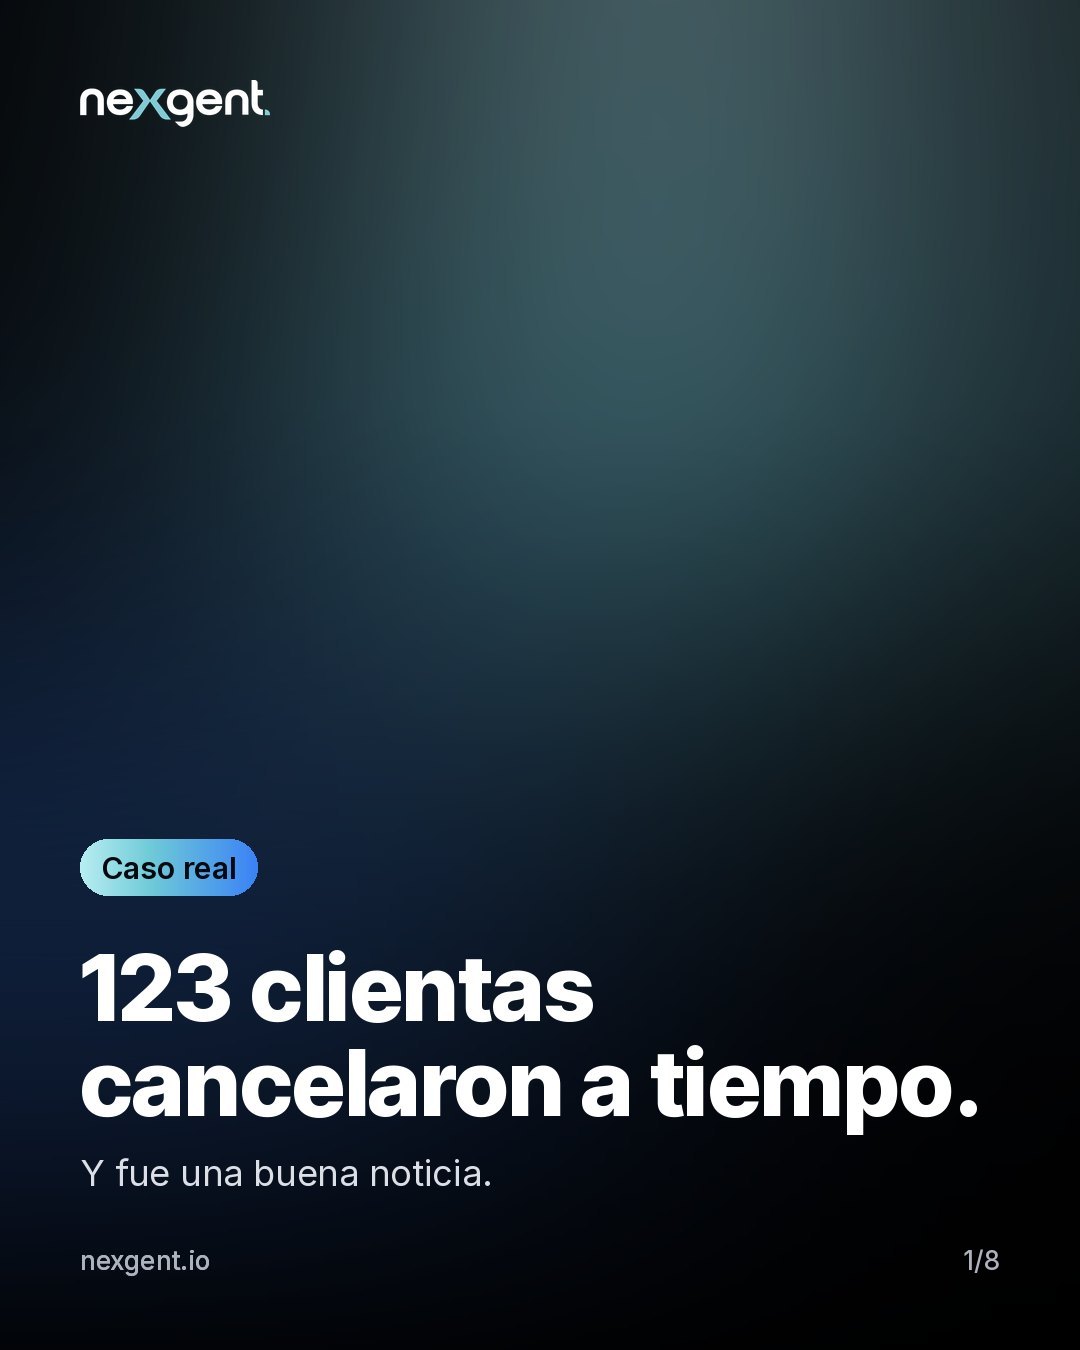 nexgent.
Caso real
123 clientas
cancelaron a tiempo.
Y fue una buena noticia.
nexgent.io
1/8